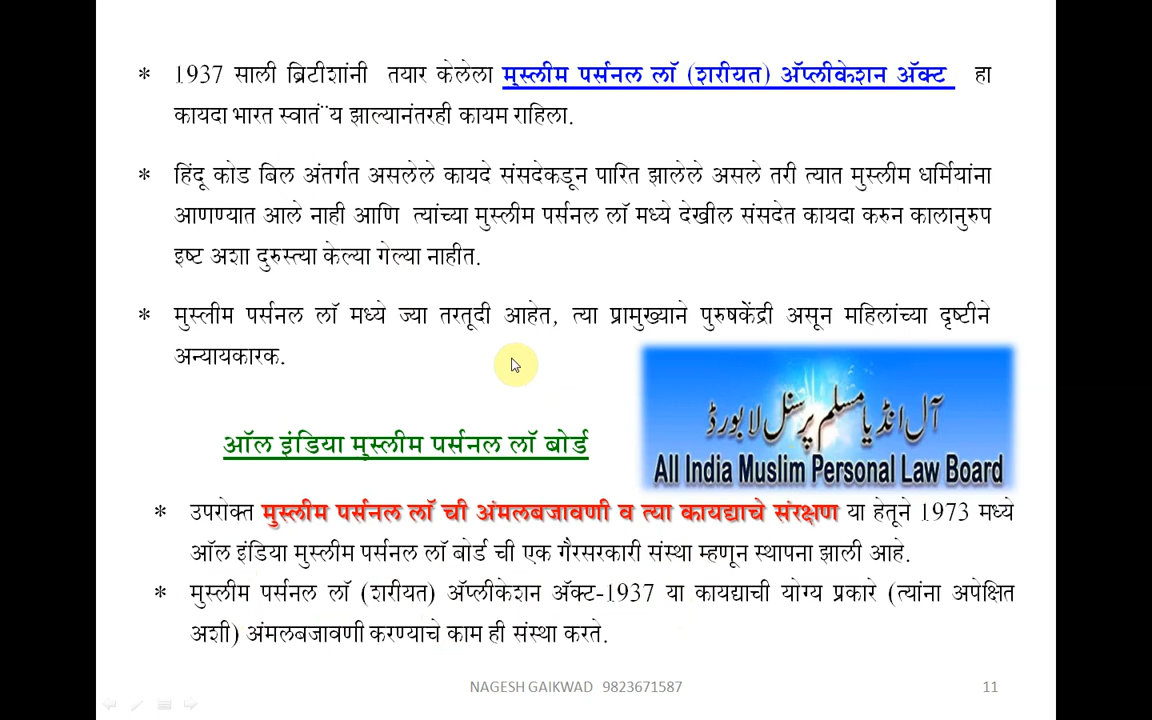 * 1937 साली ब्रिटीशांनी तयार केलेला मुस्लीम पर्सनल लॉ (शरीयत) ॲप्लीकेशन ॲक्ट हा
कायदा भारत स्वातं¨य झाल्यानंतरही कायम राहिला.
* हिंदू कोड बिल अंतर्गत असलेले कायदे संसदेकडून पारित झालेले असले तरी त्यात मुस्लीम धर्मियांना
आणण्यात आले नाही आणि त्यांच्या मुस्लीम पर्सनल लॉ मध्ये देखील संसदेत कायदा करुन कालानुरुप
इष्ट अशा दुरुस्त्या केल्या गेल्या नाहीत.
* मुस्लीम पर्सनल लॉ मध्ये ज्या तरतूदी आहेत, त्या प्रामुख्याने पुरुषकेंद्री असून महिलांच्या दृष्टीने
अन्यायकारक.
آل انڈیا مسلم پرسنل لا بورڈ
All India Muslim Personal Law Board
ऑल इंडिया मुस्लीम पर्सनल लॉ बोर्ड
* उपरोक्त मुस्लीम पर्सनल लॉ ची अंमलबजावणी व त्या कायद्याचे संरक्षण या हेतूने 1973 मध्ये
ऑल इंडिया मुस्लीम पर्सनल लॉ बोर्ड ची एक गैरसरकारी संस्था म्हणून स्थापना झाली आहे.
* मुस्लीम पर्सनल लॉ (शरीयत) ॲप्लीकेशन ॲक्ट-1937 या कायद्याची योग्य प्रकारे (त्यांना अपेक्षित
अशी) अंमलबजावणी करण्याचे काम ही संस्था करते.
NAGESH GAIKWAD 9823671587
11